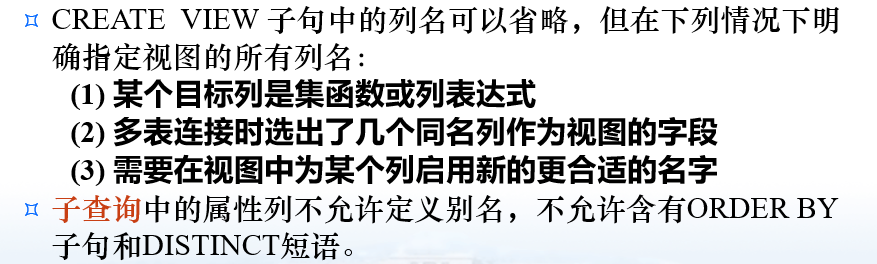 ¤ CREATE VIEW 子句中的列名可以省略，但在下列情况下明
确指定视图的所有列名：
(1) 某个目标列是集函数或列表达式
(2) 多表连接时选出了几个同名列作为视图的字段
(3) 需要在视图中为某个列启用新的更合适的名字
¤ 子查询中的属性列不允许定义别名，不允许含有ORDER BY
子句和DISTINCT短语。